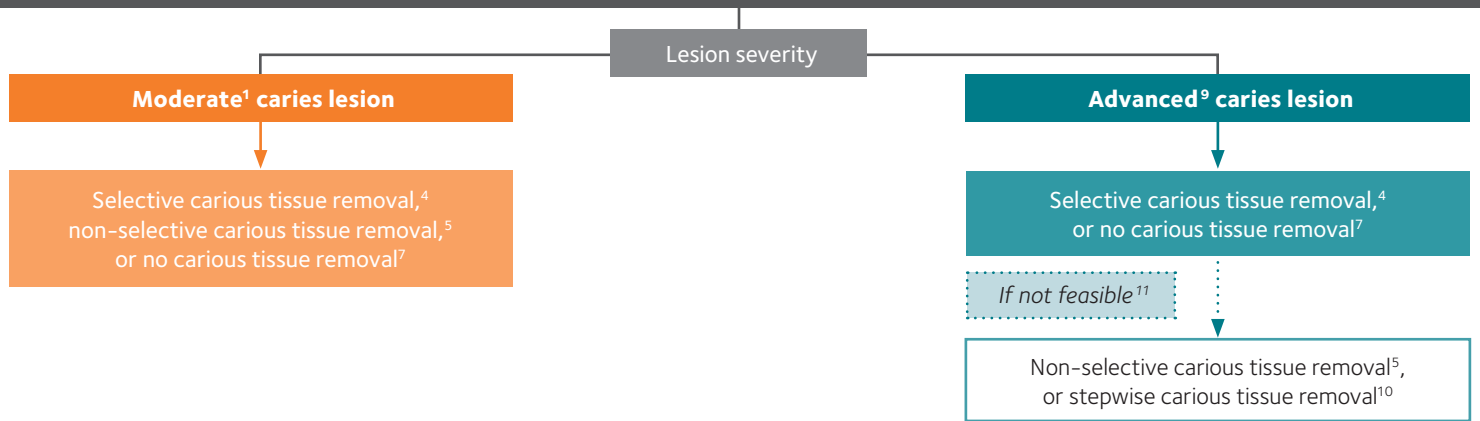 Lesion severity
Moderate¹ caries lesion
Selective carious tissue removal,⁴
non-selective carious tissue removal,⁵
or no carious tissue removal⁷
Advanced⁹ caries lesion
Selective carious tissue removal,⁴
or no carious tissue removal⁷
If not feasible¹¹
Non-selective carious tissue removal⁵,
or stepwise carious tissue removal¹⁰